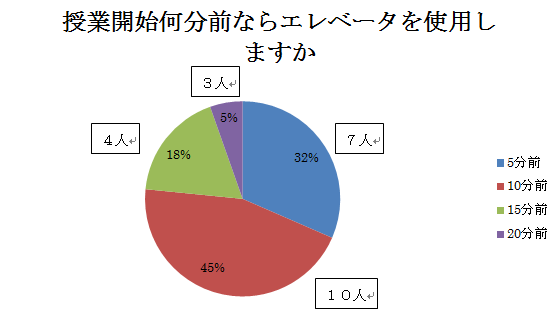 授業開始何分前ならエレベータを使用し
ますか
３人↵
４人↵
７人↵
5%
18%
32%
45%
5分前
10分前
15分前
20分前
１０人↵